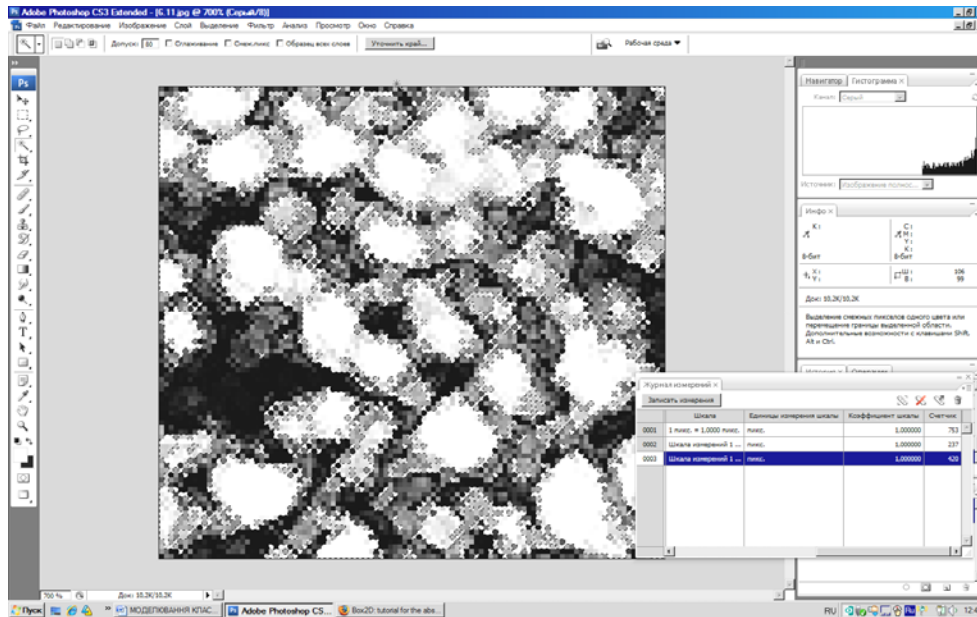 Adobe Photoshop CS3 Extended - [6.11.jpg @ 700% (Серый/8)]
Файл Редактирование Изображение Слой Выделение Фильтр Анализ Просмотр Окно Справка
Допуск: 80 Сглаживание Смеж.пикс Образец всех слоев Уточнить край... Рабочая среда
Ps
Навигатор Гистограмма ×
Канал: Серый
Источник: Изображение полнос...
Инфо ×
K: C:
M:
Y:
K:
8-бит 8-бит
X: Ш: 106
Y: В: 99
Док: 10.2K/10.2K
Выделение смежных пикселов одного цвета или
перемещение границы выделенной области.
Дополнительные возможности с клавишами Shift,
Alt и Ctrl.
Журнал измерений ×
Записать измерения
Шкала Единицы измерения шкалы Коэффициент шкалы Счетчик
0001 1 пикс. = 1,0000 пикс. пикс. 1,000000 753
0002 Шкала измерений 1 ... пикс. 1,000000 237
0003 Шкала измерений 1 ... пикс. 1,000000 420
700 % Док: 10.2K/10.2K
Пуск МОДЕЛЮВАННЯ КЛАС... Adobe Photoshop CS... Box2D: tutorial for the abs... RU